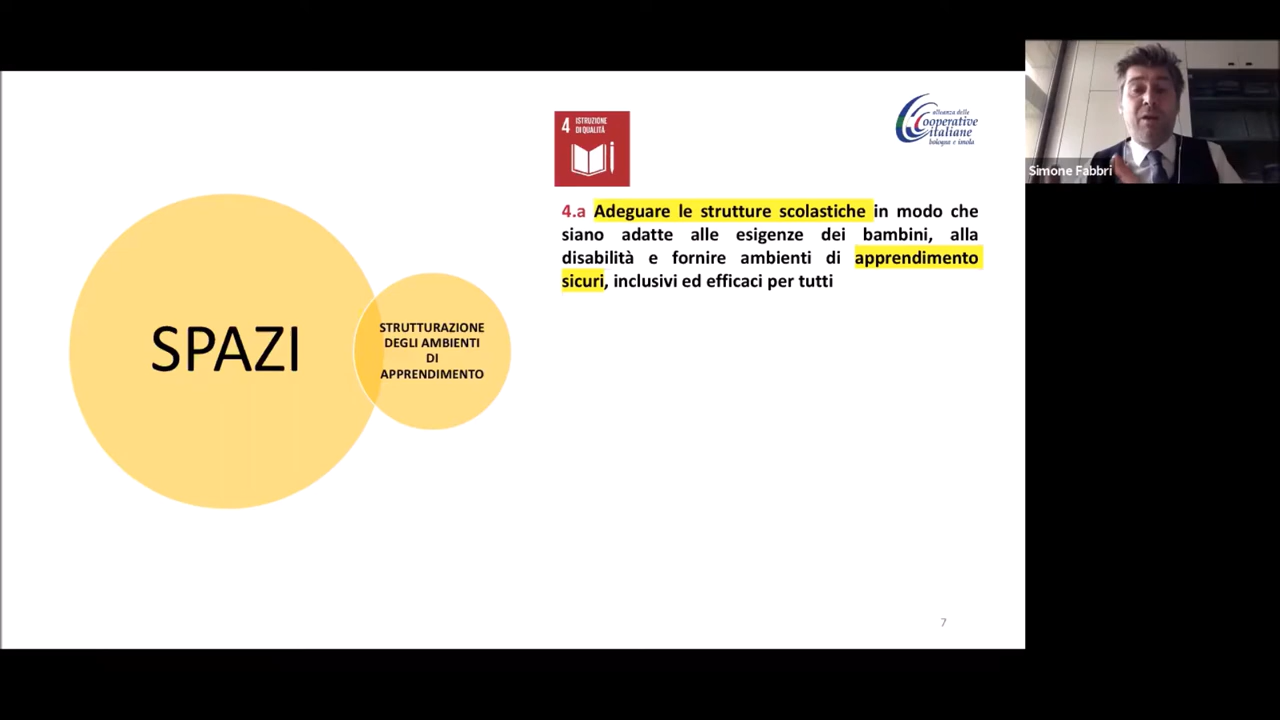 4 ISTRUZIONE
DI QUALITÀ
alleanza delle
Cooperative
italiane
bologna e imola
Simone Fabbri
4.a Adeguare le strutture scolastiche in modo che
siano adatte alle esigenze dei bambini, alla
disabilità e fornire ambienti di apprendimento
sicuri, inclusivi ed efficaci per tutti
SPAZI
STRUTTURAZIONE
DEGLI AMBIENTI
DI
APPRENDIMENTO
7